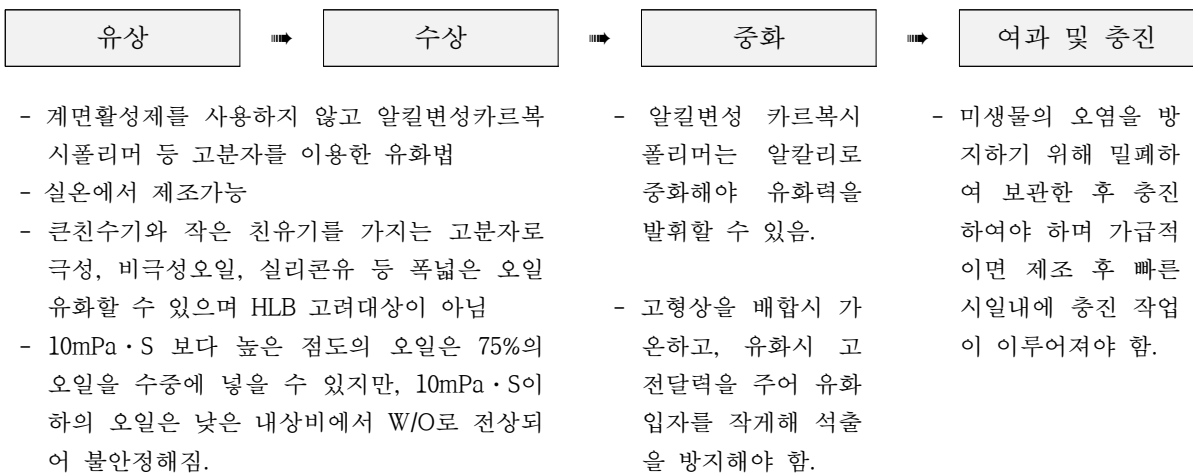 유상 ➠ 수상 ➠ 중화 ➠ 여과 및 충진
- 계면활성제를 사용하지 않고 알킬변성카르복
시폴리머 등 고분자를 이용한 유화법
- 실온에서 제조가능
- 큰친수기와 작은 친유기를 가지는 고분자로
극성, 비극성오일, 실리콘유 등 폭넓은 오일
유화할 수 있으며 HLB 고려대상이 아님
- 10mPa·S 보다 높은 점도의 오일은 75%의
오일을 수중에 넣을 수 있지만, 10mPa·S이
하의 오일은 낮은 내상비에서 W/O로 전상되
어 불안정해짐.
- 알킬변성 카르복시
폴리머는 알칼리로
중화해야 유화력을
발휘할 수 있음.
- 고형상을 배합시 가
온하고, 유화시 고
전달력을 주어 유화
입자를 작게해 석출
을 방지해야 함.
- 미생물의 오염을 방
지하기 위해 밀폐하
여 보관한 후 충진
하여야 하며 가급적
이면 제조 후 빠른
시일내에 충진 작업
이 이루어져야 함.